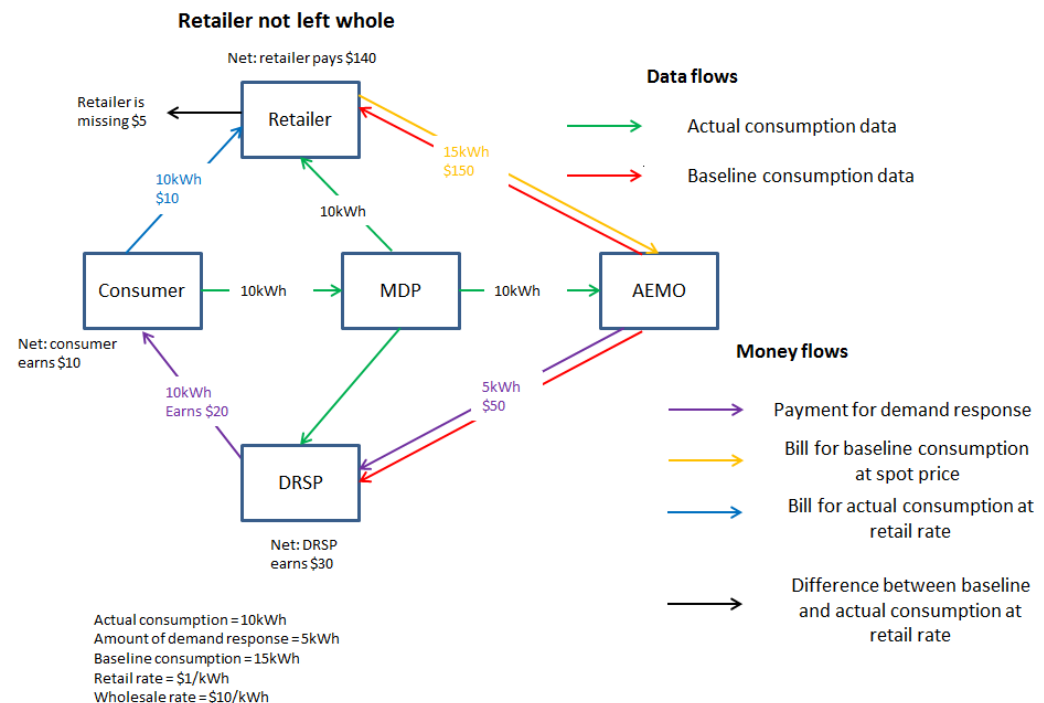 Retailer not left whole
Net: retailer pays $140
Data flows
Retailer is
missing $5
Retailer
Actual consumption data
15kWh
$150
Baseline consumption data
10kWh
$10
10kWh
Consumer
10kWh
MDP
10kWh
AEMO
Net: consumer
earns $10
Money flows
10kWh
Earns $20
5kWh
$50
Payment for demand response
Bill for baseline consumption
at spot price
DRSP
Bill for actual consumption at
retail rate
Net: DRSP
earns $30
Difference between baseline
and actual consumption at
retail rate
Actual consumption = 10kWh
Amount of demand response = 5kWh
Baseline consumption = 15kWh
Retail rate = $1/kWh
Wholesale rate = $10/kWh